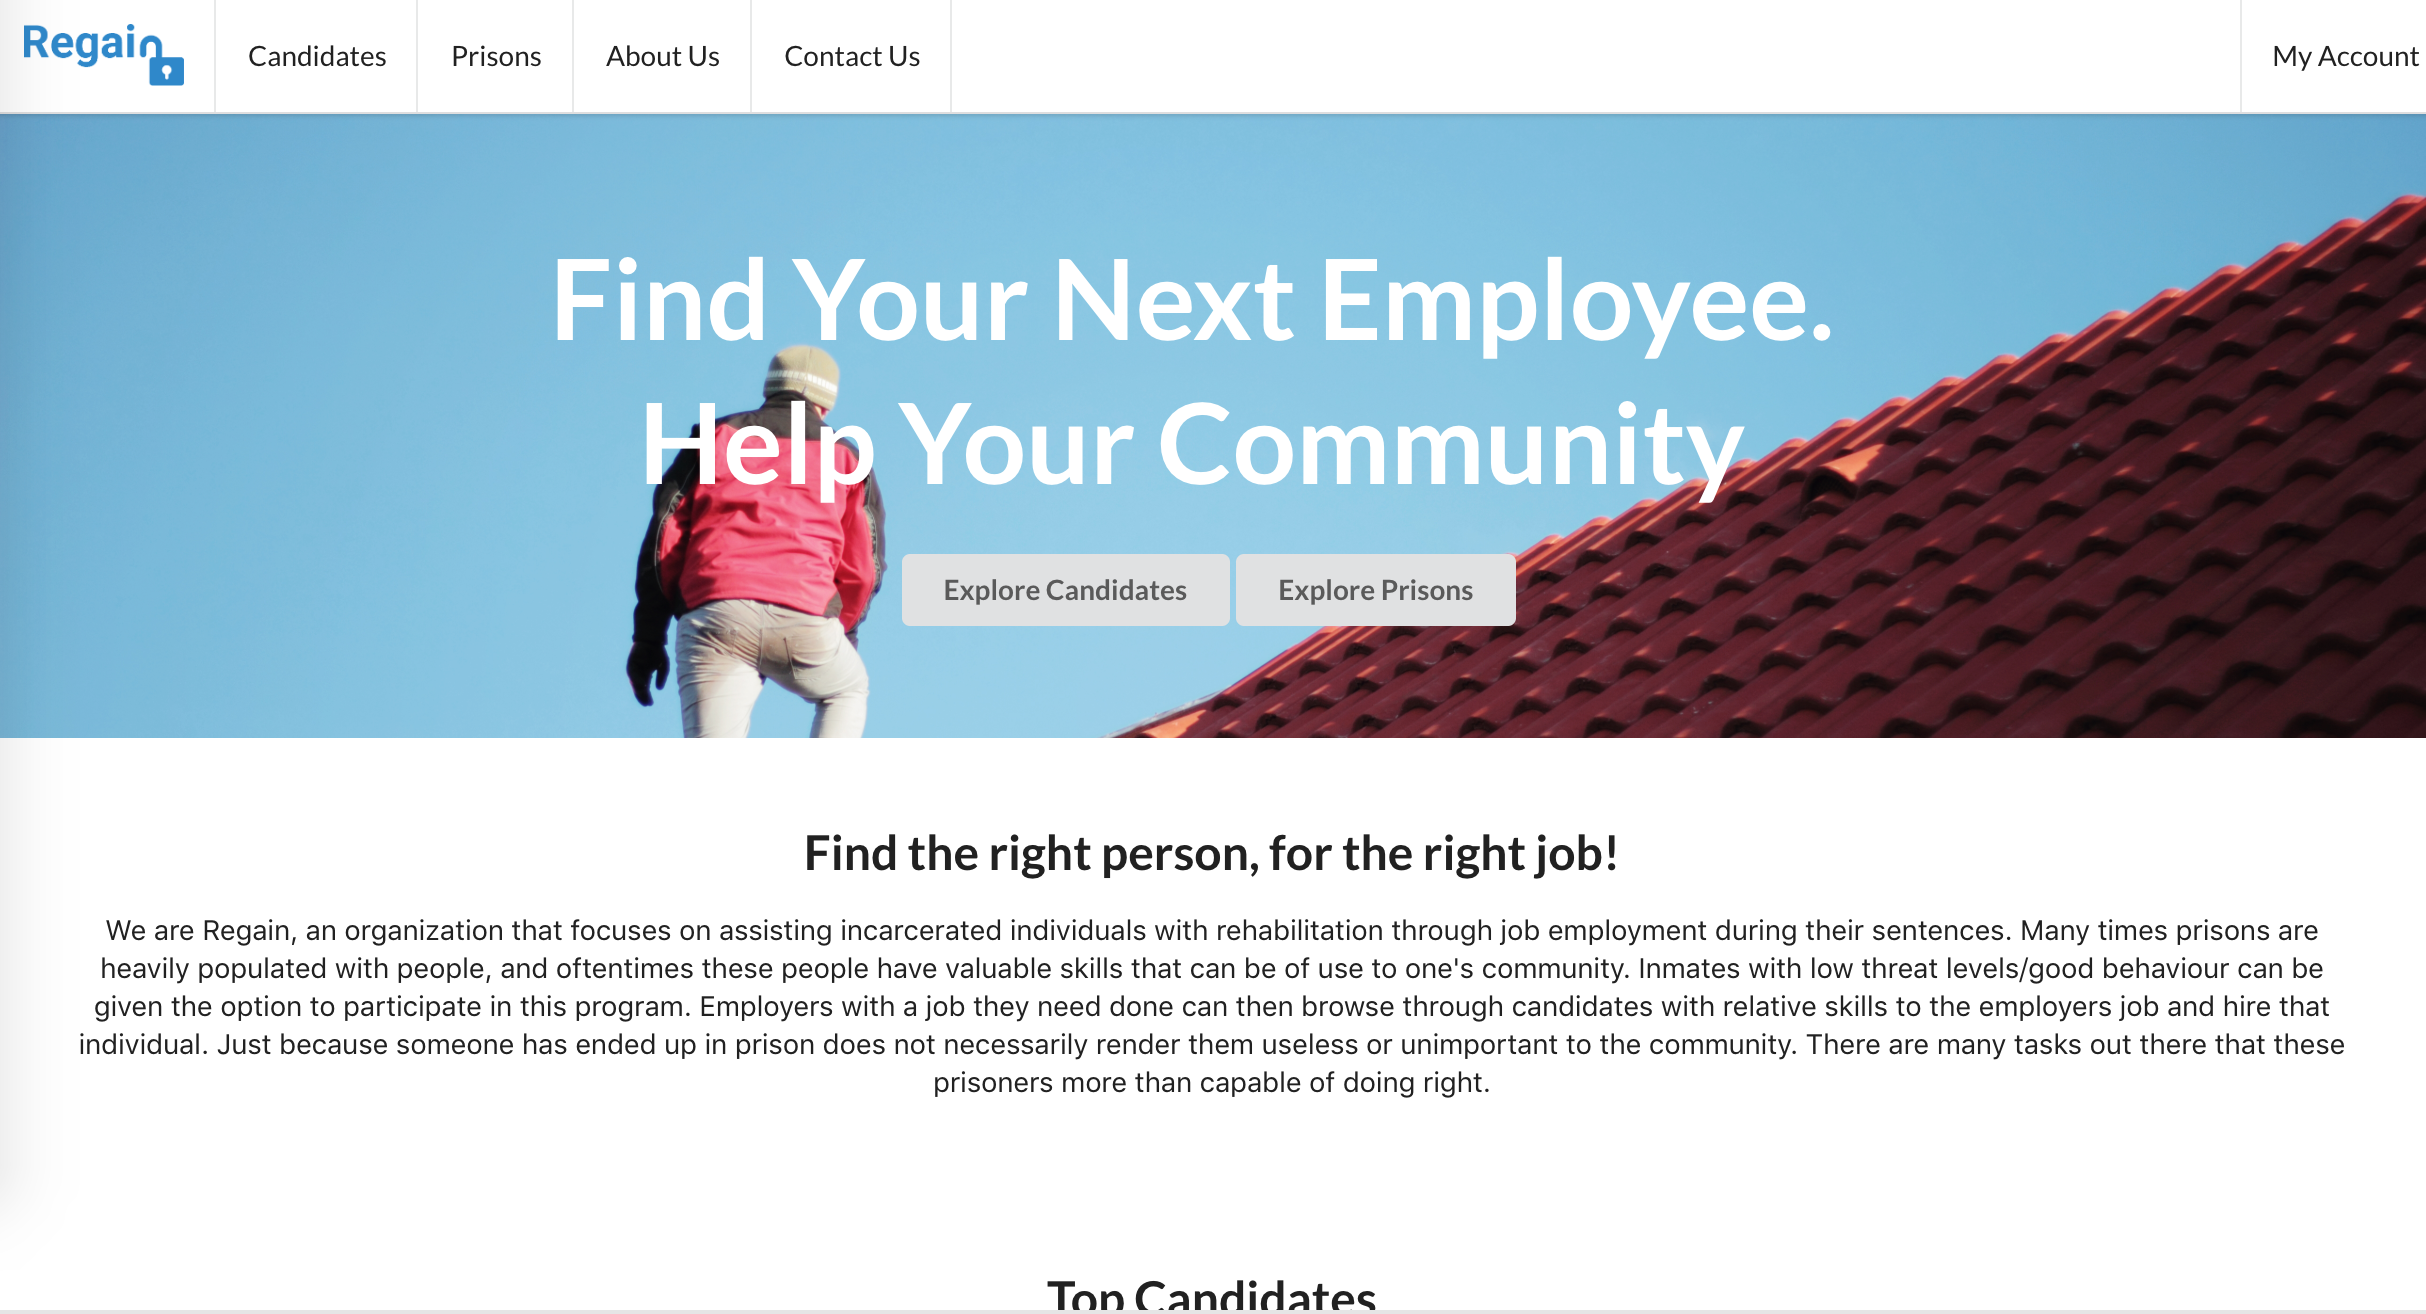 Regain
Candidates
Prisons
About Us
Contact Us
My Account
Find Your Next Employee.
Help Your Community
Explore Candidates
Explore Prisons
Find the right person, for the right job!
We are Regain, an organization that focuses on assisting incarcerated individuals with rehabilitation through job employment during their sentences. Many times prisons are
heavily populated with people, and oftentimes these people have valuable skills that can be of use to one's community. Inmates with low threat levels/good behaviour can be
given the option to participate in this program. Employers with a job they need done can then browse through candidates with relative skills to the employers job and hire that
individual. Just because someone has ended up in prison does not necessarily render them useless or unimportant to the community. There are many tasks out there that these
prisoners more than capable of doing right.
Top Candidates